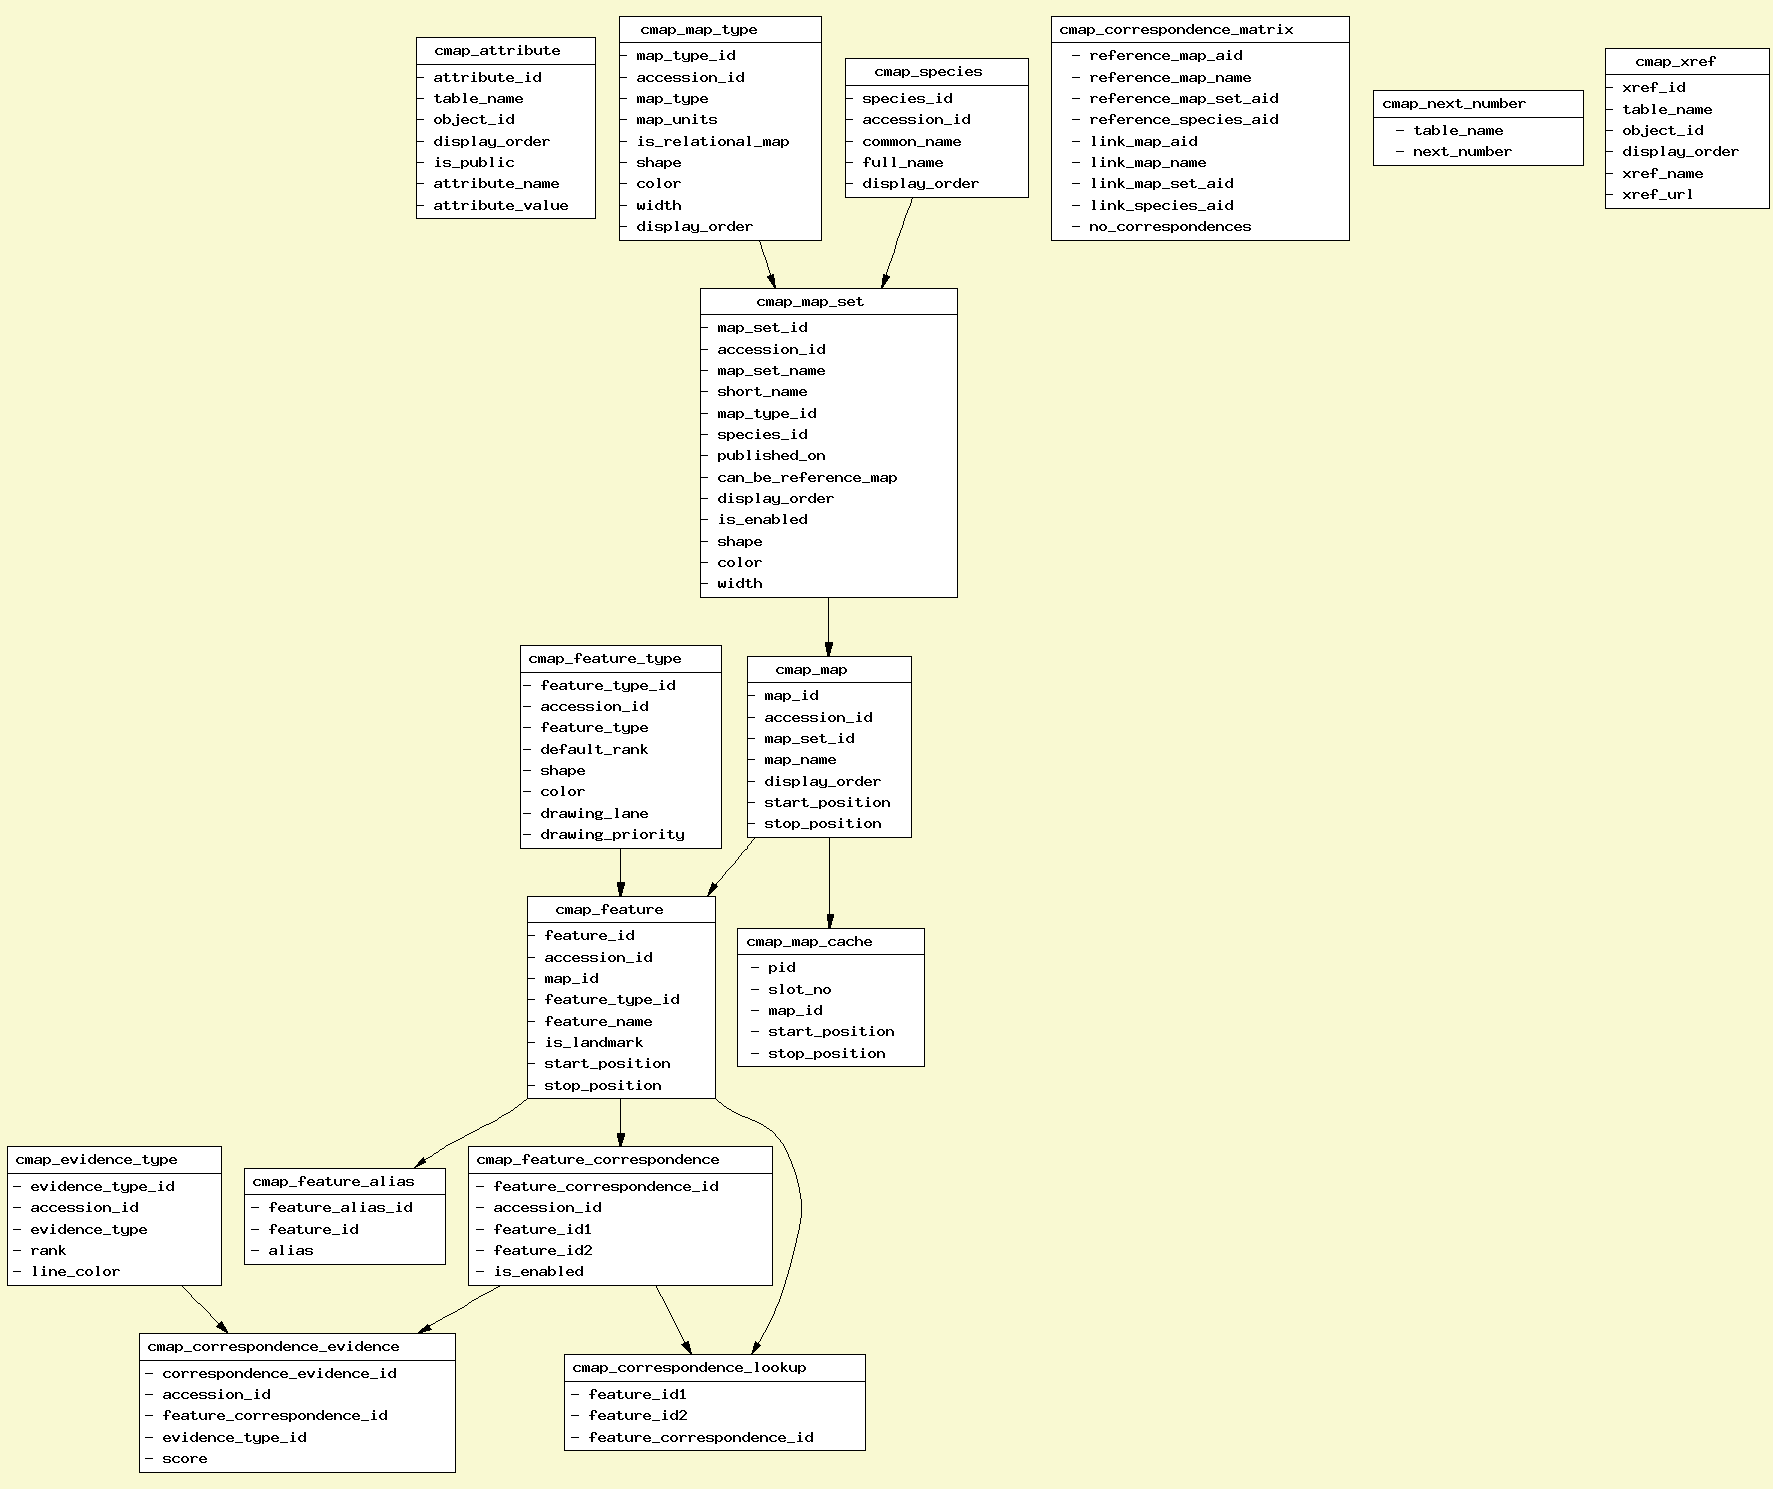 cmap_attribute
- attribute_id
- table_name
- object_id
- display_order
- is_public
- attribute_name
- attribute_value
cmap_map_type
- map_type_id
- accession_id
- map_type
- map_units
- is_relational_map
- shape
- color
- width
- display_order
cmap_species
- species_id
- accession_id
- common_name
- full_name
- display_order
cmap_correspondence_matrix
- reference_map_aid
- reference_map_name
- reference_map_set_aid
- reference_species_aid
- link_map_aid
- link_map_name
- link_map_set_aid
- link_species_aid
- no_correspondences
cmap_next_number
- table_name
- next_number
cmap_xref
- xref_id
- table_name
- object_id
- display_order
- xref_name
- xref_url
cmap_map_set
- map_set_id
- accession_id
- map_set_name
- short_name
- map_type_id
- species_id
- published_on
- can_be_reference_map
- display_order
- is_enabled
- shape
- color
- width
cmap_feature_type
- feature_type_id
- accession_id
- feature_type
- default_rank
- shape
- color
- drawing_lane
- drawing_priority
cmap_map
- map_id
- accession_id
- map_set_id
- map_name
- display_order
- start_position
- stop_position
cmap_feature
- feature_id
- accession_id
- map_id
- feature_type_id
- feature_name
- is_landmark
- start_position
- stop_position
cmap_map_cache
- pid
- slot_no
- map_id
- start_position
- stop_position
cmap_evidence_type
- evidence_type_id
- accession_id
- evidence_type
- rank
- line_color
cmap_feature_alias
- feature_alias_id
- feature_id
- alias
cmap_feature_correspondence
- feature_correspondence_id
- accession_id
- feature_id1
- feature_id2
- is_enabled
cmap_correspondence_evidence
- correspondence_evidence_id
- accession_id
- feature_correspondence_id
- evidence_type_id
- score
cmap_correspondence_lookup
- feature_id1
- feature_id2
- feature_correspondence_id